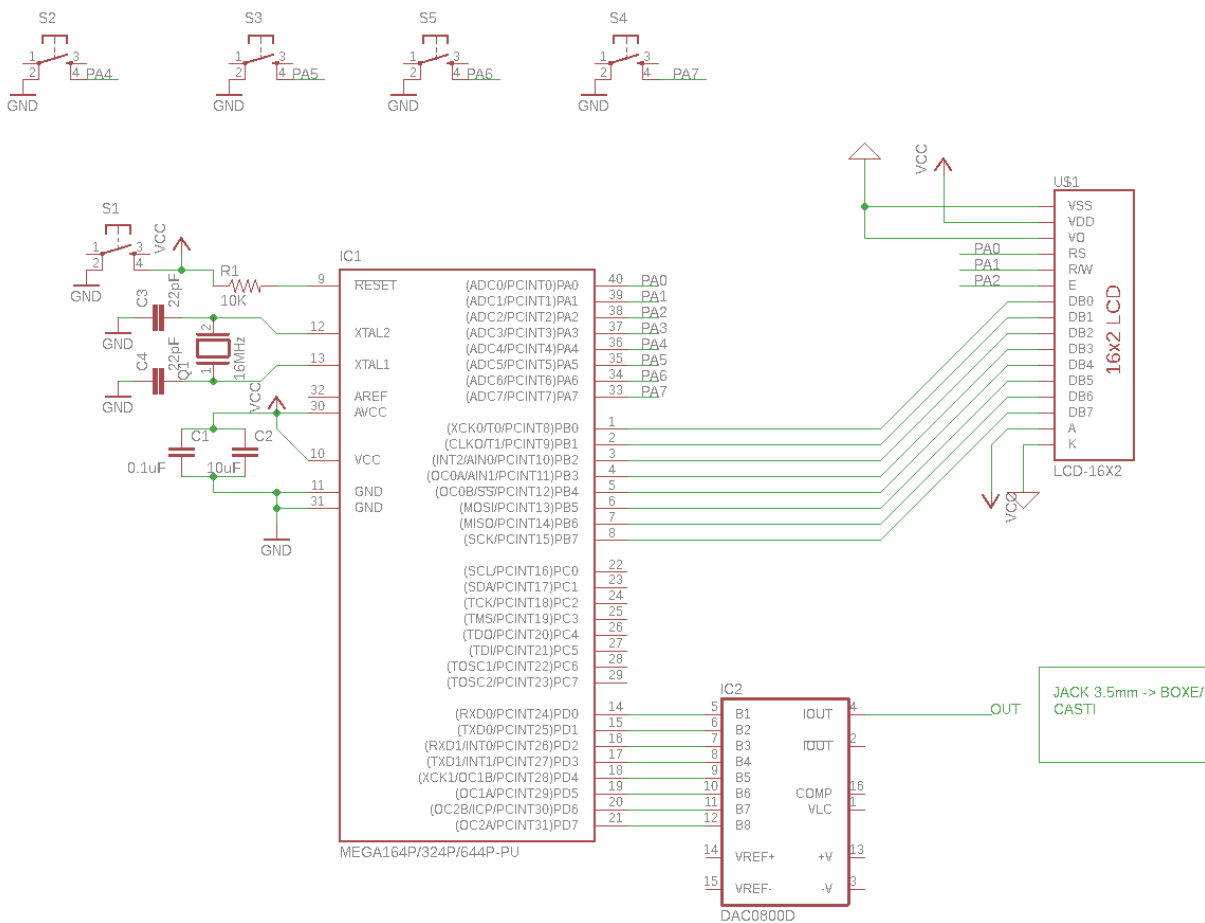 S2
1 3
2 4 PA4
GND
S3
1 3
2 4 PA5
GND
S5
1 3
2 4 PA6
GND
S4
1 3
2 4 PA7
GND
S1
1 3
2 4
GND
VCC
R1
10K
C3
22pF
GND
C4
22pF
GND
2
1
Q1
16MHz
VCC
C1
0.1uF
C2
10uF
GND
IC1
9 RESET
12 XTAL2
13 XTAL1
32 AREF
30 AVCC
10 VCC
11 GND
31 GND
(ADC0/PCINT0)PA0 40 PA0
(ADC1/PCINT1)PA1 39 PA1
(ADC2/PCINT2)PA2 38 PA2
(ADC3/PCINT3)PA3 37 PA3
(ADC4/PCINT4)PA4 36 PA4
(ADC5/PCINT5)PA5 35 PA5
(ADC6/PCINT6)PA6 34 PA6
(ADC7/PCINT7)PA7 33 PA7
(XCK0/T0/PCINT8)PB0 1
(CLKO/T1/PCINT9)PB1 2
(INT2/AIN0/PCINT10)PB2 3
(OC0A/AIN1/PCINT11)PB3 4
(OC0B/SS/PCINT12)PB4 5
(MOSI/PCINT13)PB5 6
(MISO/PCINT14)PB6 7
(SCK/PCINT15)PB7 8
(SCL/PCINT16)PC0 22
(SDA/PCINT17)PC1 23
(TCK/PCINT18)PC2 24
(TMS/PCINT19)PC3 25
(TDO/PCINT20)PC4 26
(TDI/PCINT21)PC5 27
(TOSC1/PCINT22)PC6 28
(TOSC2/PCINT23)PC7 29
(RXD0/PCINT24)PD0 14
(TXD0/PCINT25)PD1 15
(RXD1/INT0/PCINT26)PD2 16
(TXD1/INT1/PCINT27)PD3 17
(XCK1/OC1B/PCINT28)PD4 18
(OC1A/PCINT29)PD5 19
(OC2B/ICP/PCINT30)PD6 20
(OC2A/PCINT31)PD7 21
MEGA164P/324P/644P-PU
VCC
U$1
VSS
VDD
VO
PA0 RS
PA1 R/W
PA2 E
DB0
DB1
DB2
DB3
DB4
DB5
DB6
DB7
A
K
16x2 LCD
LCD-16X2
VCC
IC2
5 B1 IOUT 4
6 B2
7 B3 IOUT 2
8 B4
9 B5
10 B6 COMP 16
11 B7 VLC 1
12 B8
14 VREF+ +V 13
15 VREF- -V 3
DAC0800D
OUT
JACK 3.5mm -> BOXE/
CASTI